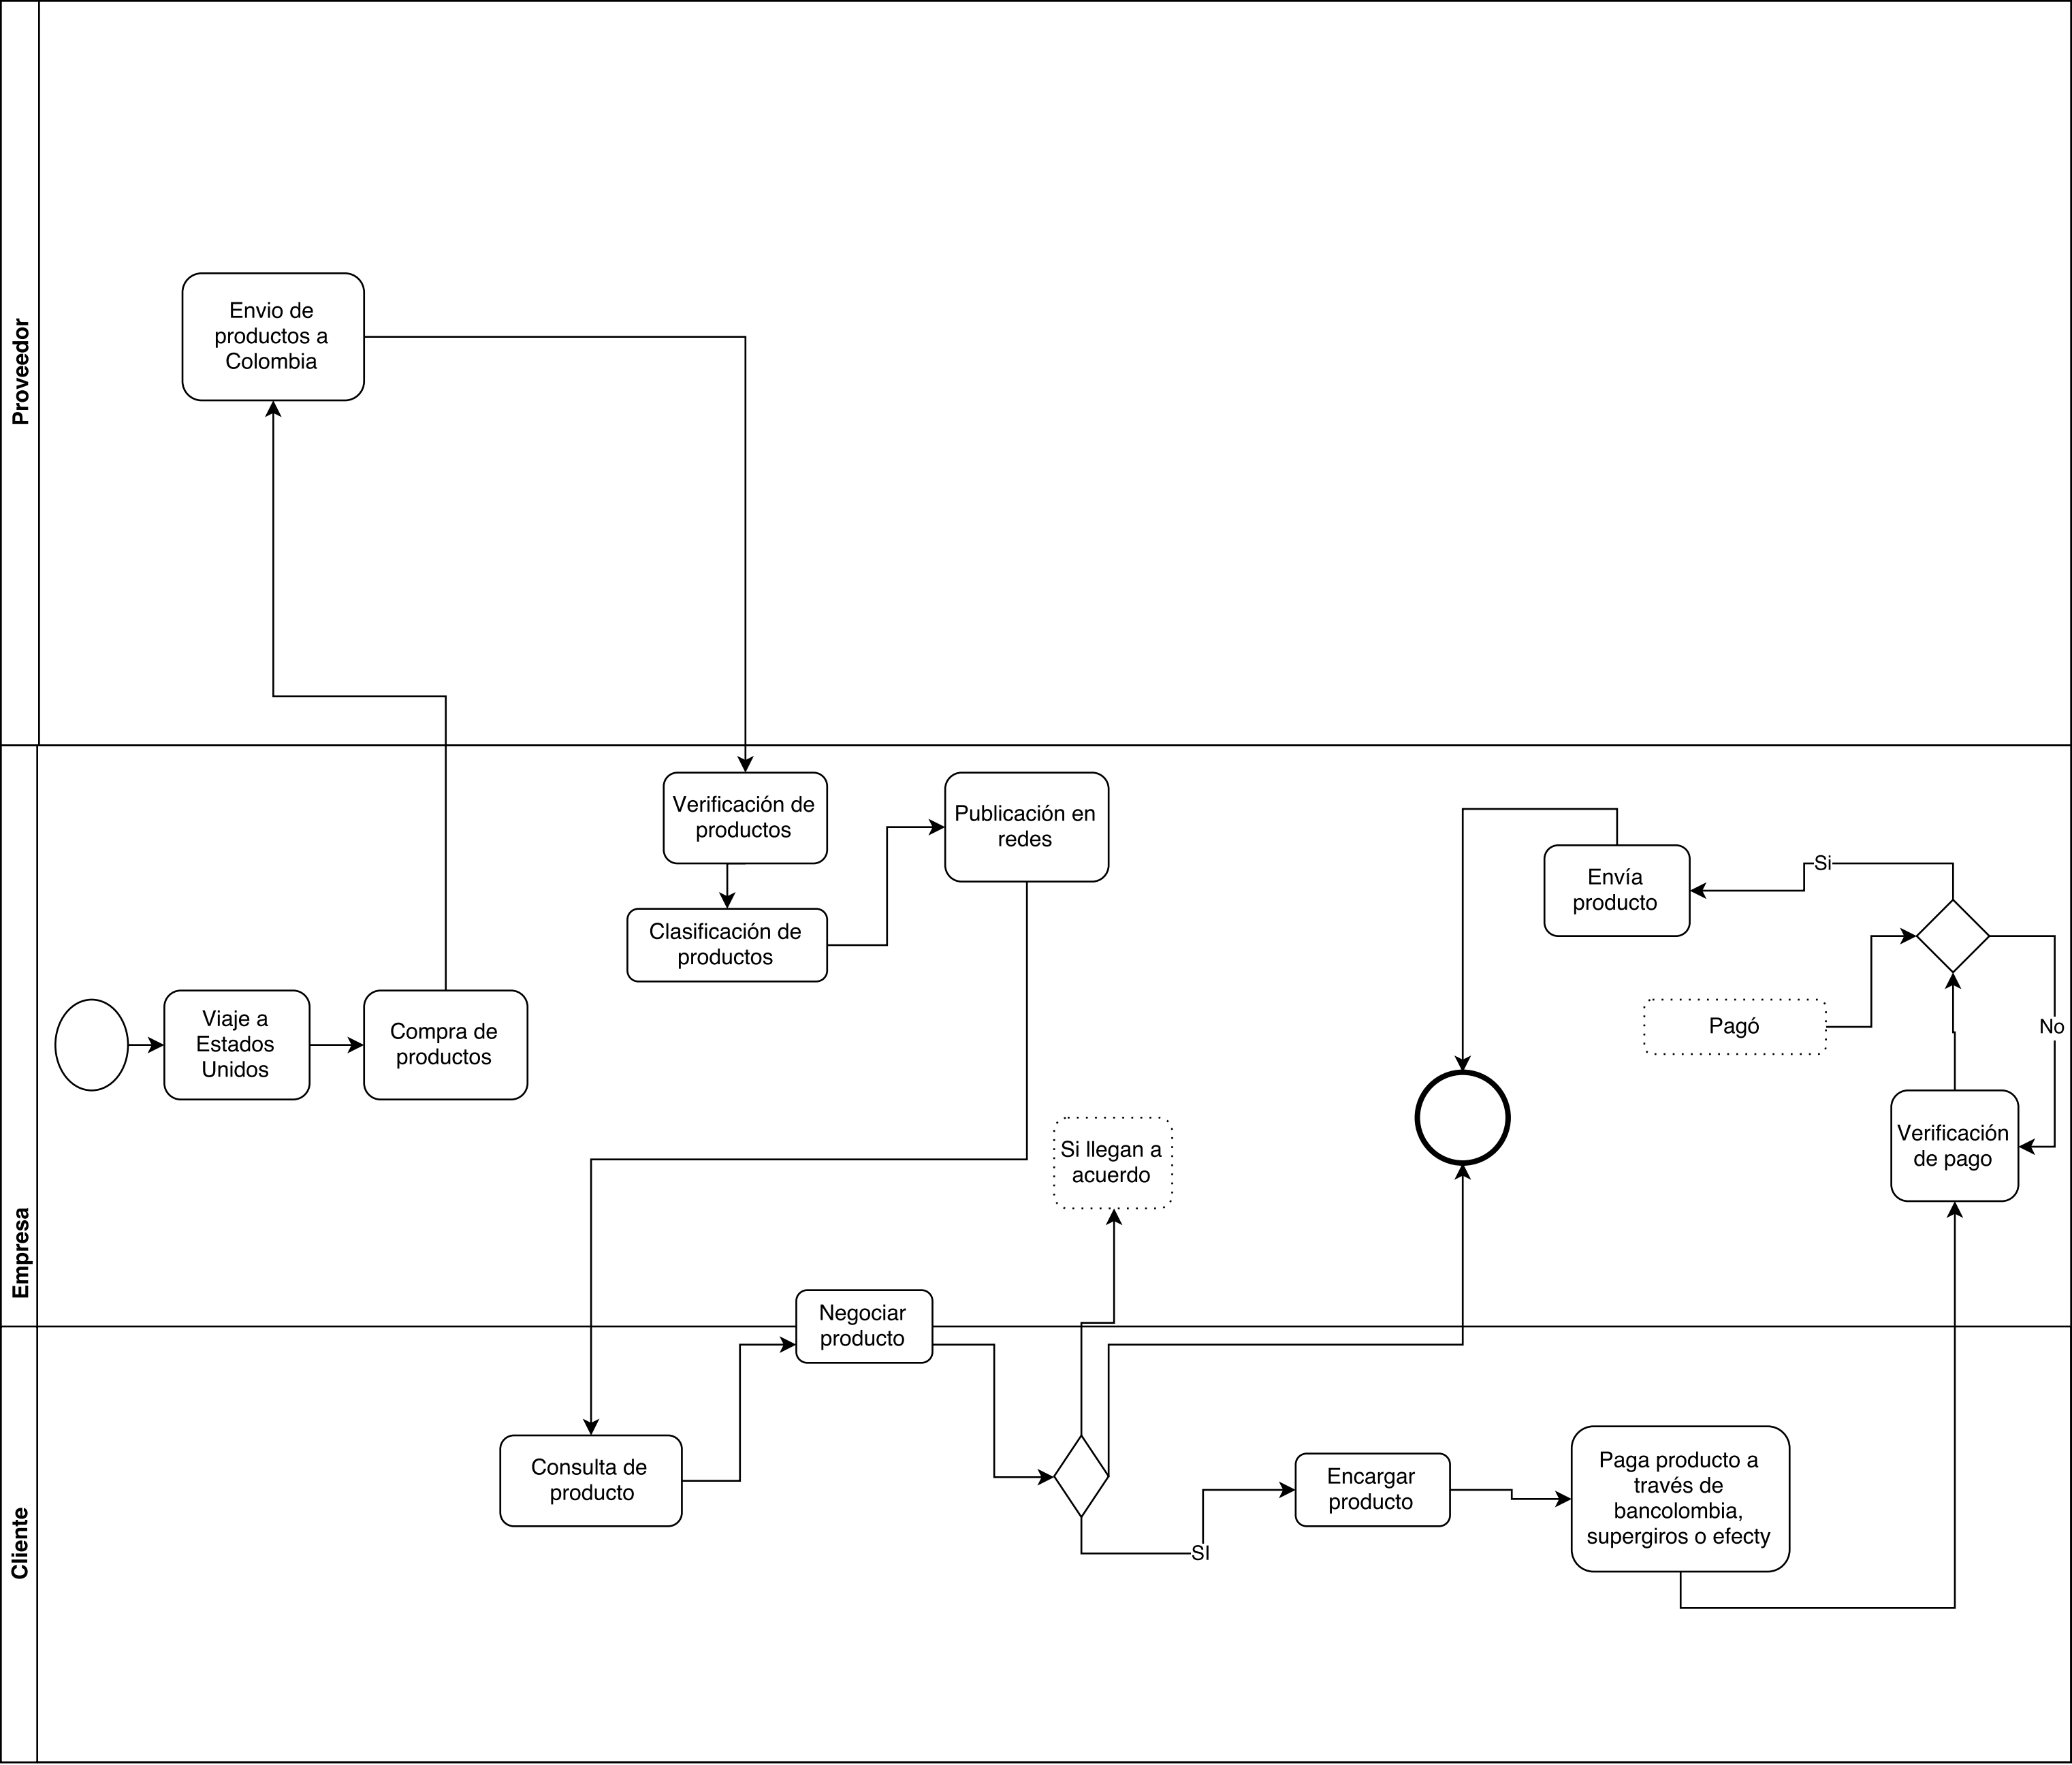 Proveedor
Envio de
productos a
Colombia
Empresa
Viaje a
Estados
Unidos
Compra de
productos
Verificación de
productos
Clasificación de
productos
Publicación en
redes
Si llegan a
acuerdo
Envía
producto
Si
Pagó
No
Verificación
de pago
Negociar
producto
Cliente
Consulta de
producto
SI
Encargar
producto
Paga producto a
través de
bancolombia,
supergiros o efecty